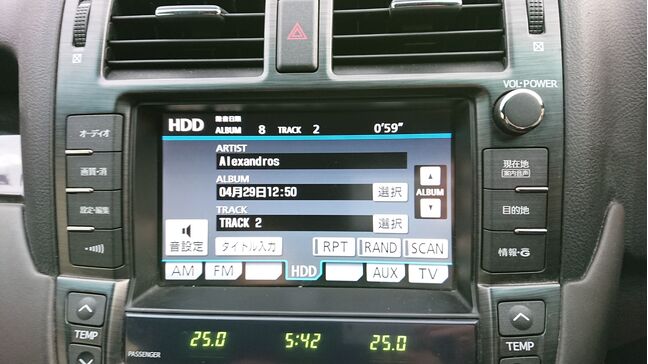 VOL·POWER
オーディオ
画質·消
設定·編集
HDD 録音日順
ALBUM 8 TRACK 2 0'59"
ARTIST
Alexandros
ALBUM
04月29日12:50 選択
ALBUM
TRACK
TRACK 2 選択
音設定 タイトル入力 RPT RAND SCAN
AM FM HDD AUX TV
現在地
案内音声
目的地
情報·G
TEMP
PASSENGER
25.0 5:42 25.0
TEMP